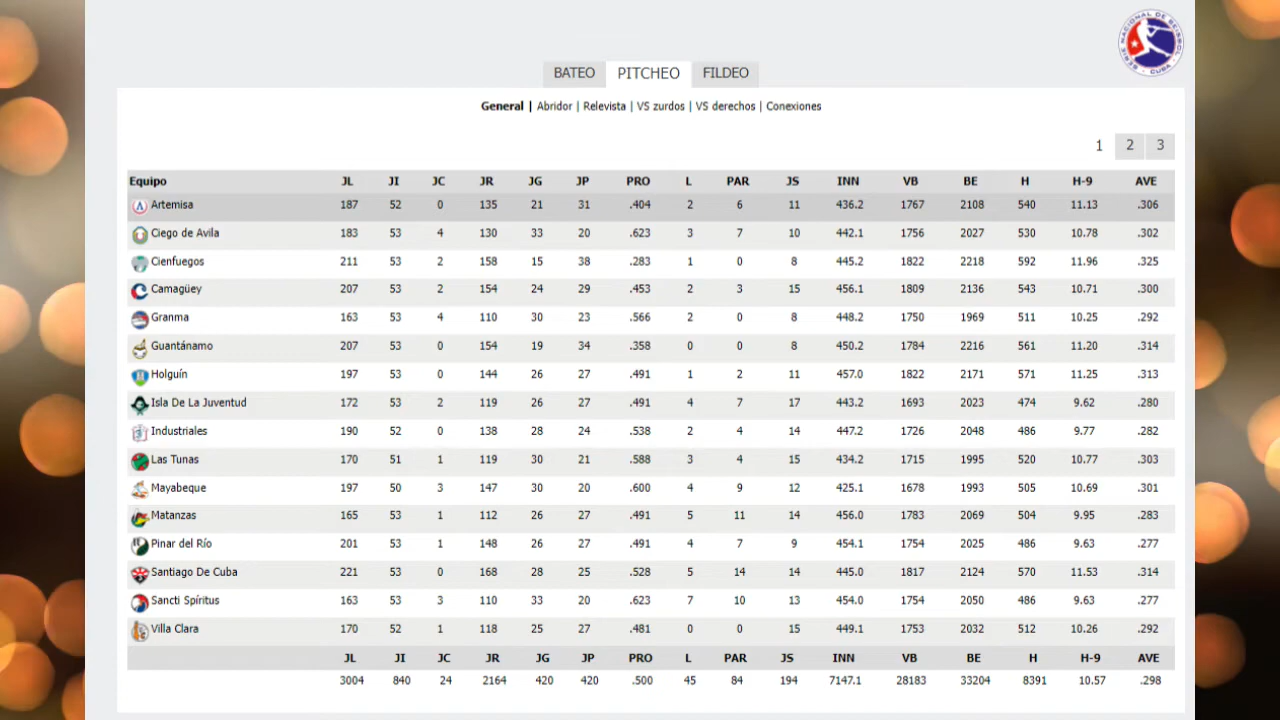 SERIE NACIONAL DE BEISBOL
CUBA
BATEO PITCHEO FILDEO
General | Abridor | Relevista | VS zurdos | VS derechos | Conexiones
1 2 3
Equipo JL JI JC JR JG JP PRO L PAR JS INN VB BE H H-9 AVE
Artemisa 187 52 0 135 21 31 .404 2 6 11 436.2 1767 2108 540 11.13 .306
Ciego de Avila 183 53 4 130 33 20 .623 3 7 10 442.1 1756 2027 530 10.78 .302
Cienfuegos 211 53 2 158 15 38 .283 1 0 8 445.2 1822 2218 592 11.96 .325
Camagüey 207 53 2 154 24 29 .453 2 3 15 456.1 1809 2136 543 10.71 .300
Granma 163 53 4 110 30 23 .566 2 0 8 448.2 1750 1969 511 10.25 .292
Guantánamo 207 53 0 154 19 34 .358 0 0 8 450.2 1784 2216 561 11.20 .314
Holguín 197 53 0 144 26 27 .491 1 2 11 457.0 1822 2171 571 11.25 .313
Isla De La Juventud 172 53 2 119 26 27 .491 4 7 17 443.2 1693 2023 474 9.62 .280
Industriales 190 52 0 138 28 24 .538 2 4 14 447.2 1726 2048 486 9.77 .282
Las Tunas 170 51 1 119 30 21 .588 3 4 15 434.2 1715 1995 520 10.77 .303
Mayabeque 197 50 3 147 30 20 .600 4 9 12 425.1 1678 1993 505 10.69 .301
Matanzas 165 53 1 112 26 27 .491 5 11 14 456.0 1783 2069 504 9.95 .283
Pinar del Río 201 53 1 148 26 27 .491 4 7 9 454.1 1754 2025 486 9.63 .277
Santiago De Cuba 221 53 0 168 28 25 .528 5 14 14 445.0 1817 2124 570 11.53 .314
Sancti Spíritus 163 53 3 110 33 20 .623 7 10 13 454.0 1754 2050 486 9.63 .277
Villa Clara 170 52 1 118 25 27 .481 0 0 15 449.1 1753 2032 512 10.26 .292
JL JI JC JR JG JP PRO L PAR JS INN VB BE H H-9 AVE
3004 840 24 2164 420 420 .500 45 84 194 7147.1 28183 33204 8391 10.57 .298